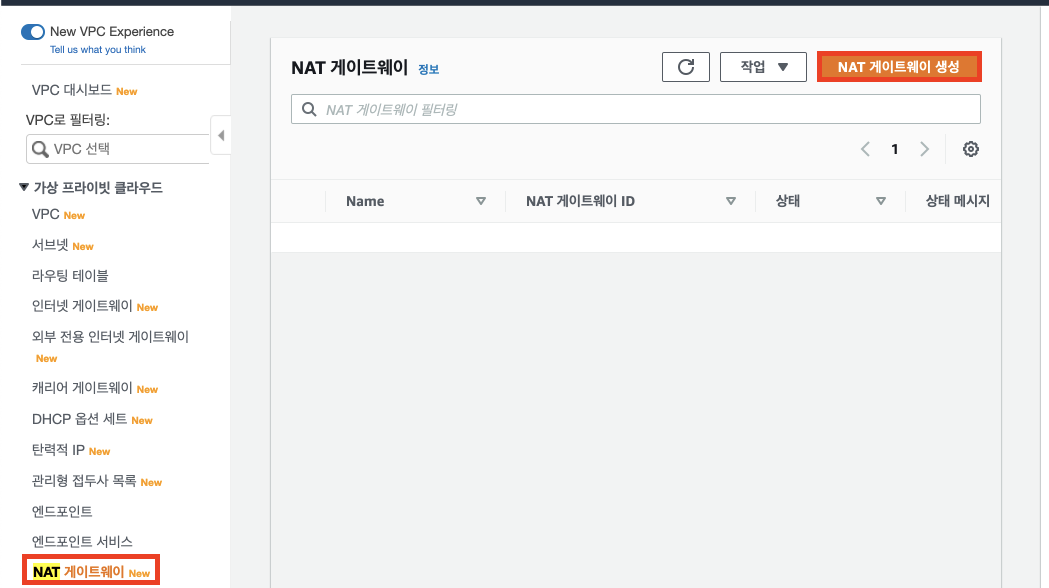 New VPC Experience
Tell us what you think
VPC 대시보드 New
VPC로 필터링:
VPC 선택
가상 프라이빗 클라우드
VPC New
서브넷 New
라우팅 테이블
인터넷 게이트웨이 New
외부 전용 인터넷 게이트웨이
New
캐리어 게이트웨이 New
DHCP 옵션 세트 New
탄력적 IP New
관리형 접두사 목록 New
엔드포인트
엔드포인트 서비스
NAT 게이트웨이 New
NAT 게이트웨이 정보
작업
NAT 게이트웨이 생성
NAT 게이트웨이 필터링
1
Name NAT 게이트웨이 ID 상태 상태 메시지